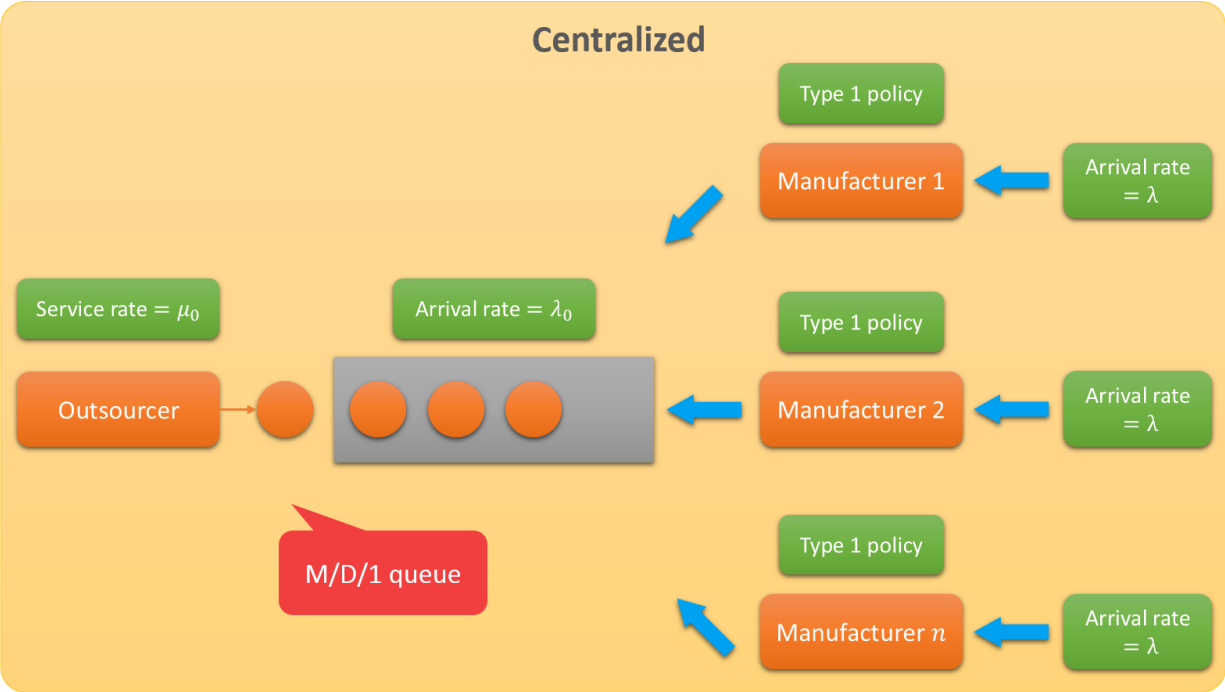 Centralized
Type 1 policy
Manufacturer 1
Arrival rate
= λ
Service rate = μ₀
Arrival rate = λ₀
Type 1 policy
Outsourcer
Manufacturer 2
Arrival rate
= λ
M/D/1 queue
Type 1 policy
Manufacturer n
Arrival rate
= λ